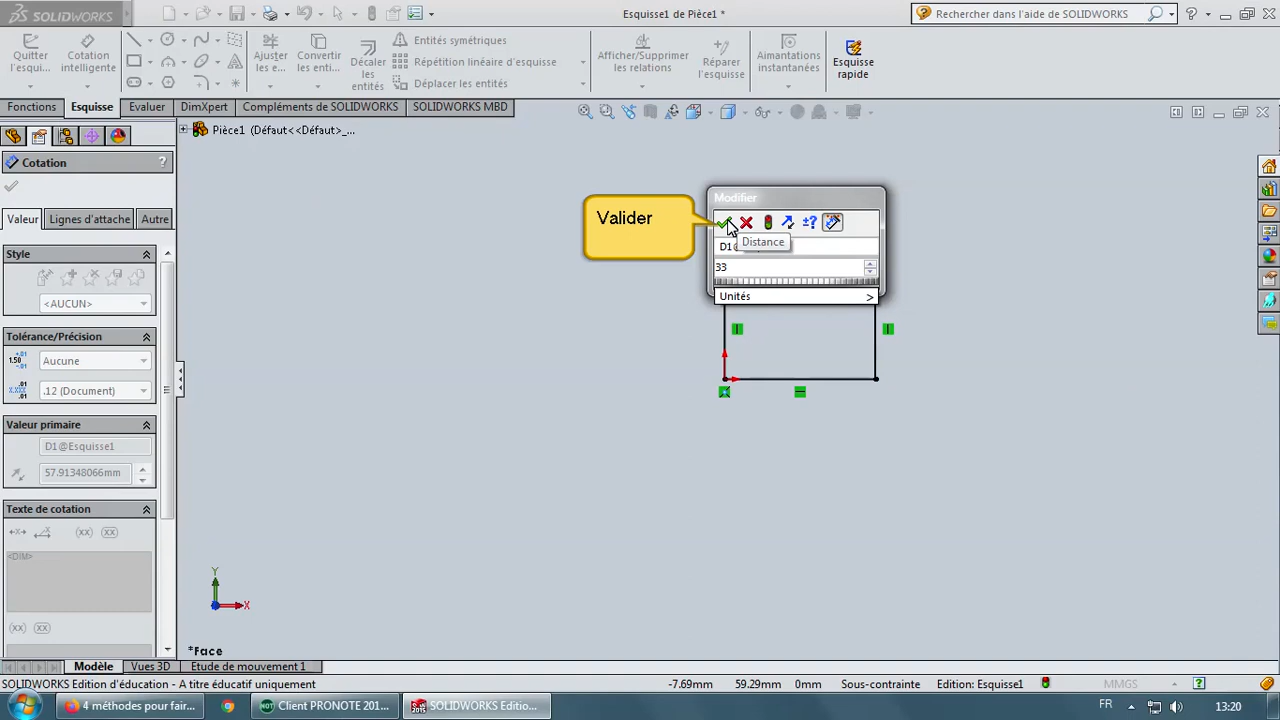 SOLIDWORKS
Esquisse1 de Pièce1 *
Rechercher dans l'aide de SOLIDWORKS
Quitter l'esqui...
Cotation intelligente
Ajuster les e...
Convertir les enti...
Décaler les entités
Entités symétriques
Répétition linéaire d'esquisse
Déplacer les entités
Afficher/Supprimer les relations
Réparer l'esquisse
Aimantations instantanées
Esquisse rapide
Fonctions
Esquisse
Evaluer
DimXpert
Compléments de SOLIDWORKS
SOLIDWORKS MBD
Pièce1 (Défaut<<Défaut>_...
Cotation
?
Valeur
Lignes d'attache
Autre
Style
<AUCUN>
Tolérance/Précision
Aucune
.12 (Document)
Valeur primaire
D1@Esquisse1
57.91348066mm
Texte de cotation
<DIM>
Valider
Modifier
Distance
D1@
33
Unités >
Y
X
*Face
Modèle
Vues 3D
Etude de mouvement 1
SOLIDWORKS Edition d'éducation - A titre éducatif uniquement
-7.69mm
59.29mm
0mm
Sous-contrainte
Edition: Esquisse1
MMGS
4 méthodes pour fair...
Client PRONOTE 201...
SOLIDWORKS Editio...
FR
13:20